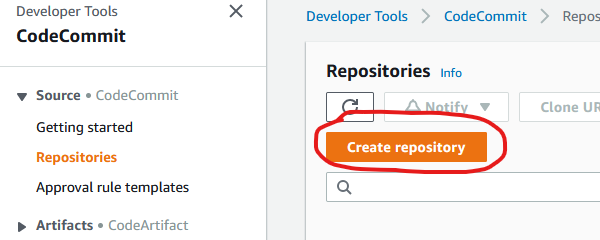 Developer Tools
CodeCommit
Source • CodeCommit
Getting started
Repositories
Approval rule templates
Artifacts • CodeArtifact
Developer Tools > CodeCommit > Repos
Repositories Info
Notify Clone UR
Create repository